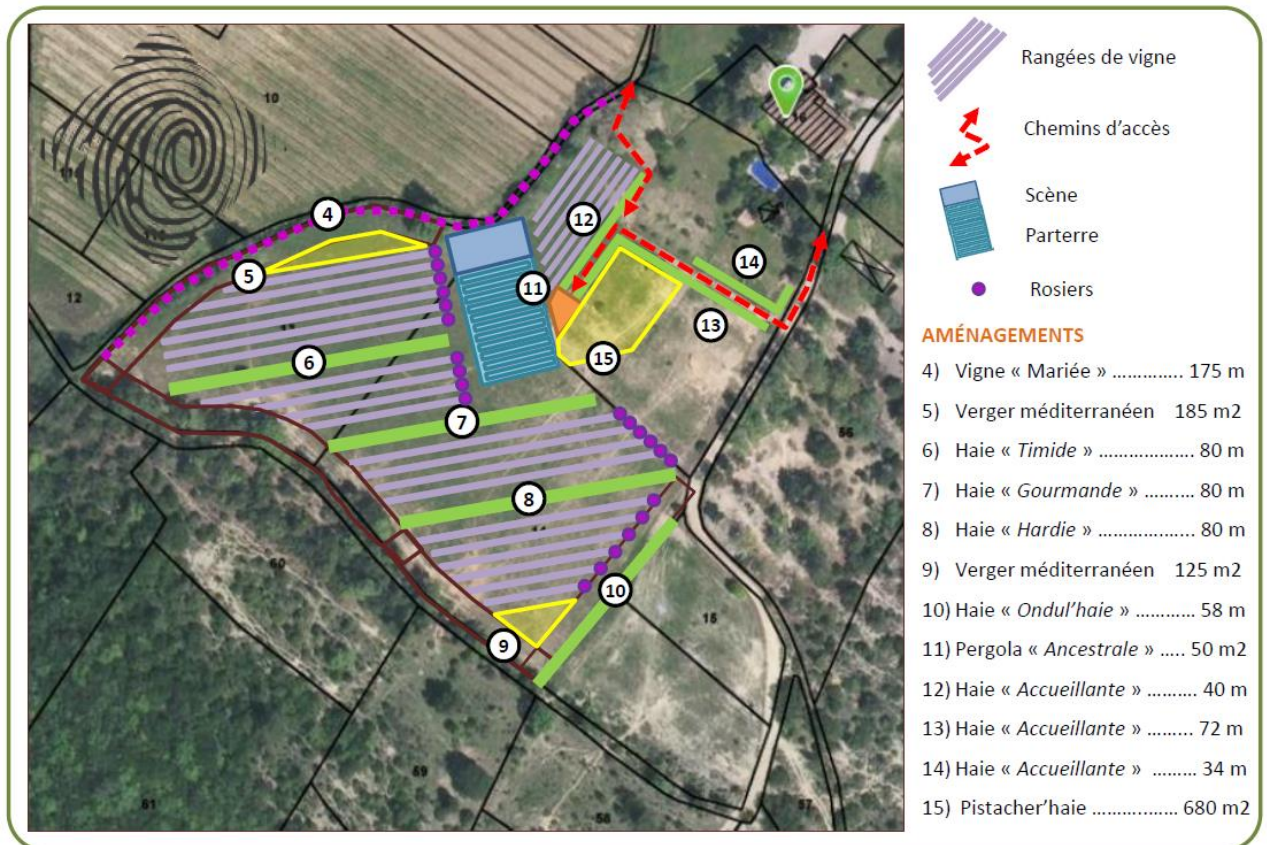 Rangées de vigne
Chemins d'accès
Scène
Parterre
Rosiers
AMÉNAGEMENTS
4) Vigne « Mariée » .............. 175 m
5) Verger méditerranéen 185 m2
6) Haie « Timide » ................... 80 m
7) Haie « Gourmande » .......... 80 m
8) Haie « Hardie » ................... 80 m
9) Verger méditerranéen 125 m2
10) Haie « Ondul'haie » ............ 58 m
11) Pergola « Ancestrale » ..... 50 m2
12) Haie « Accueillante » .......... 40 m
13) Haie « Accueillante » ......... 72 m
14) Haie « Accueillante » ......... 34 m
15) Pistacher'haie ................. 680 m2
10
12
4
5
6
7
8
9
10
11
12
13
14
15
56
60
15
59
61
58
57